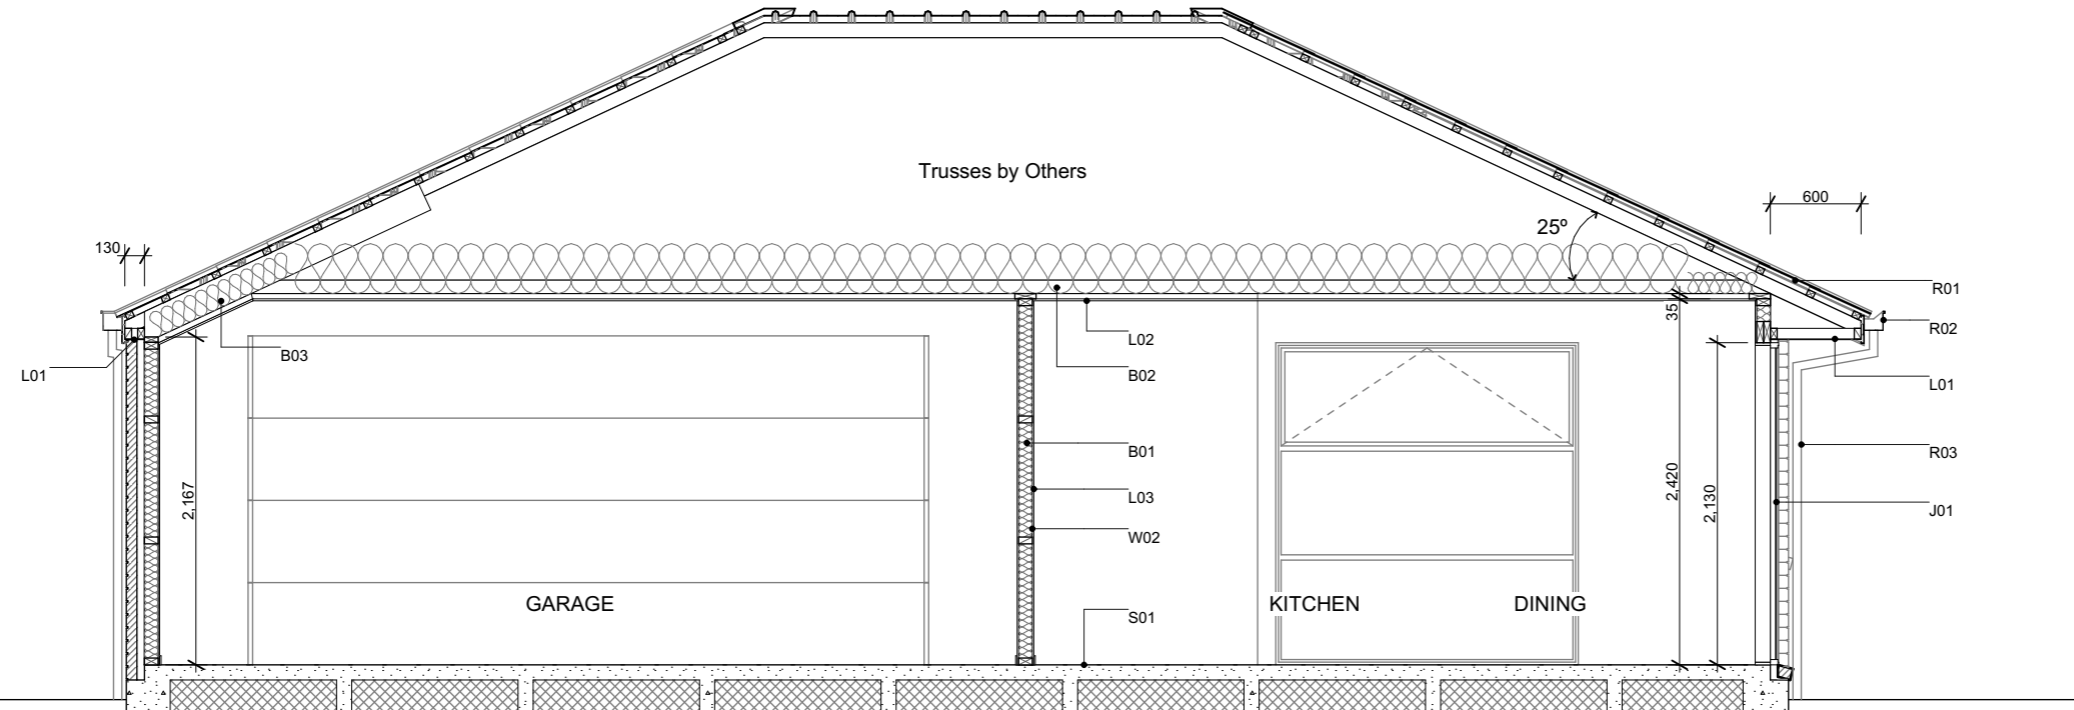 Trusses by Others
600
25º
130
R01
35
R02
L02
B03
L01
B02
L01
B01
R03
2,420
L03
2,167
2,130
J01
W02
GARAGE
KITCHEN
DINING
S01